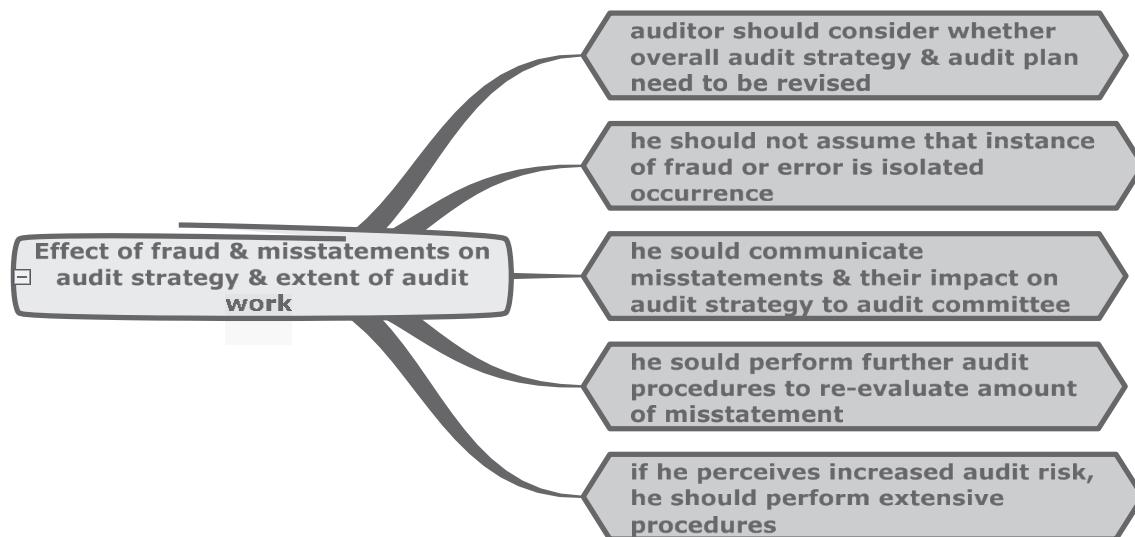 Effect of fraud & misstatements on
audit strategy & extent of audit
work
auditor should consider whether
overall audit strategy & audit plan
need to be revised
he should not assume that instance
of fraud or error is isolated
occurrence
he sould communicate
misstatements & their impact on
audit strategy to audit committee
he sould perform further audit
procedures to re-evaluate amount
of misstatement
if he perceives increased audit risk,
he should perform extensive
procedures